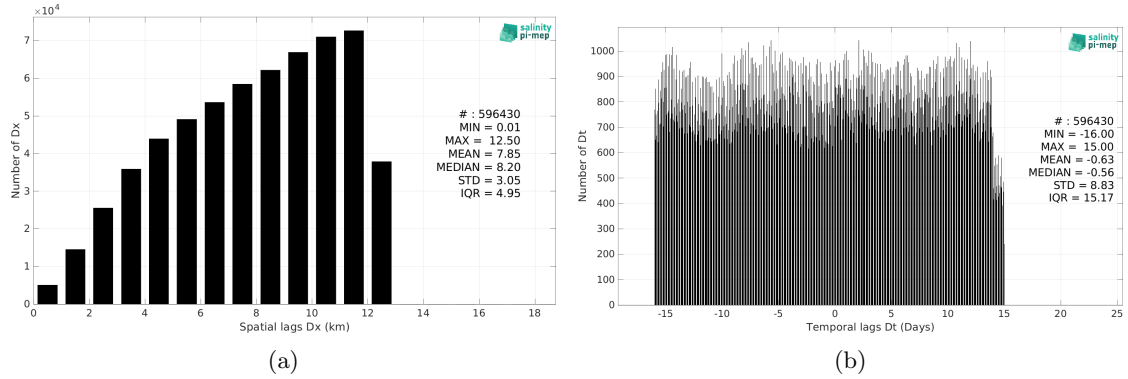 ×10⁴
7
6
5
4
3
2
1
0
Number of Dx
0 2 4 6 8 10 12 14 16 18
Spatial lags Dx (km)
salinity
pi-mep
# : 596430
MIN = 0.01
MAX = 12.50
MEAN = 7.85
MEDIAN = 8.20
STD = 3.05
IQR = 4.95
(a)
1000
900
800
700
600
500
400
300
200
100
0
Number of Dt
-15 -10 -5 0 5 10 15 20 25
Temporal lags Dt (Days)
salinity
pi-mep
# : 596430
MIN = -16.00
MAX = 15.00
MEAN = -0.63
MEDIAN = -0.56
STD = 8.83
IQR = 15.17
(b)